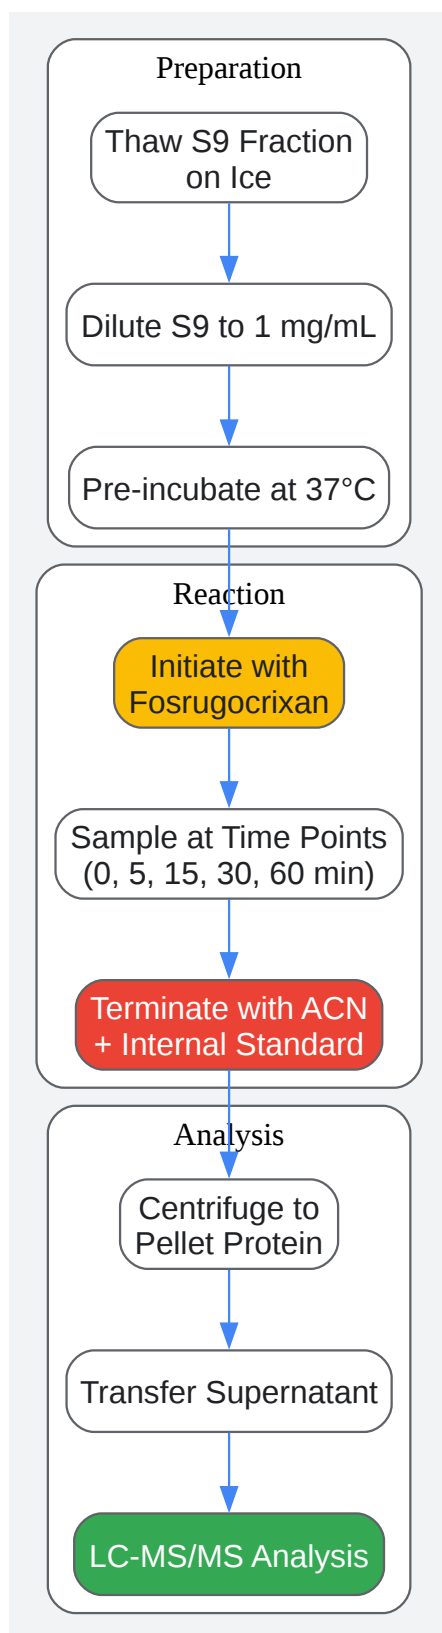 Preparation
Thaw S9 Fraction
on Ice
Dilute S9 to 1 mg/mL
Pre-incubate at 37°C
Reaction
Initiate with
Fosrugocrixan
Sample at Time Points
(0, 5, 15, 30, 60 min)
Terminate with ACN
+ Internal Standard
Analysis
Centrifuge to
Pellet Protein
Transfer Supernatant
LC-MS/MS Analysis